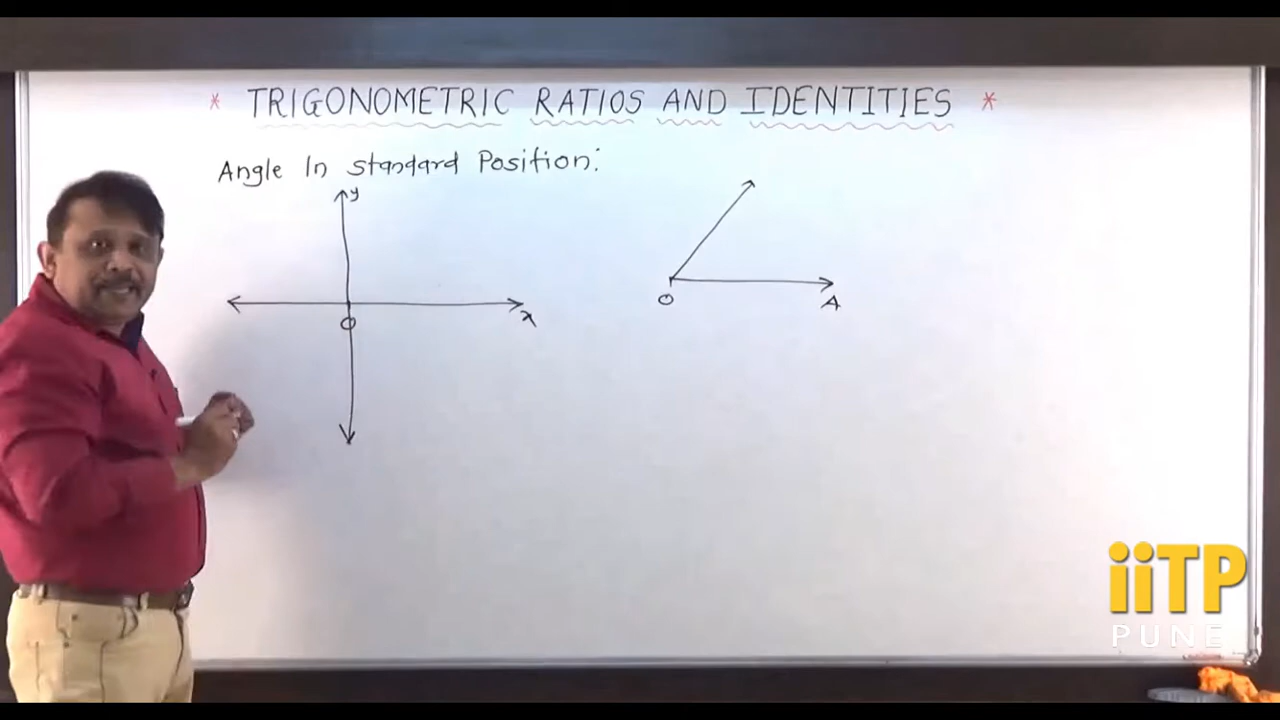 * TRIGONOMETRIC RATIOS AND IDENTITIES *
Angle In Standard Position:
y
O
x
O
A
iiTP
PUNE